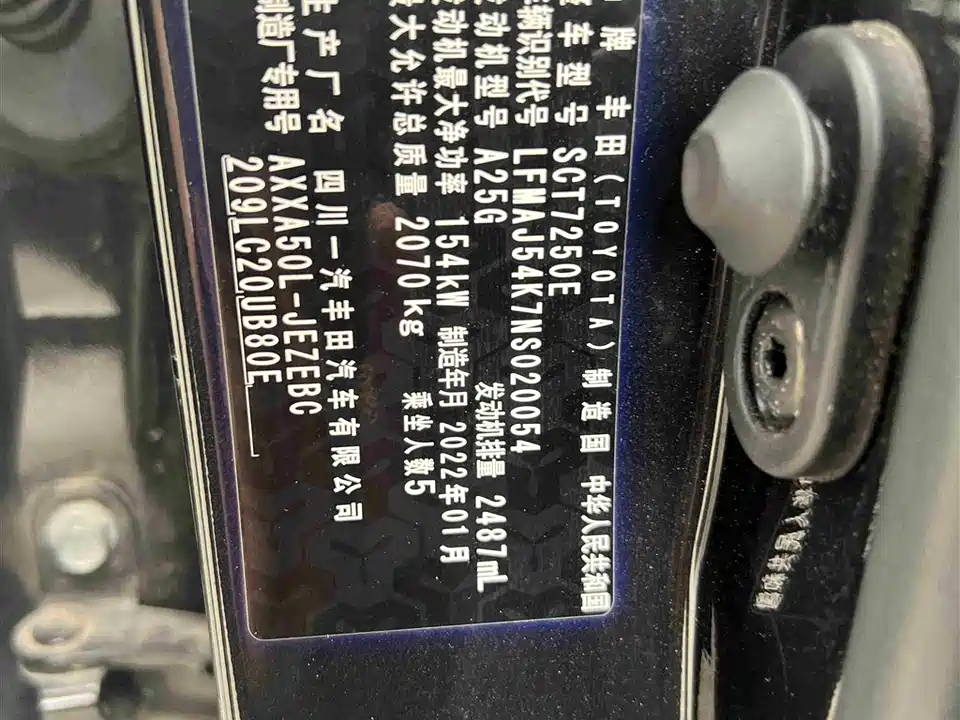 牌 丰田(TOYOTA) 制造国 中华人民共和国
车型号 SCT7250E
车辆识别代号 LFMAJ54K7NS020054
发动机型号 A25G 发动机排量 2487mL
发动机最大净功率 154kW 制造年月 2022年01月
最大允许总质量 2070kg 乘坐人数5
生产厂名 四川一汽丰田汽车有限公司
制造厂专用号 AXXA50L-JEZEBC
209LC20UB80E